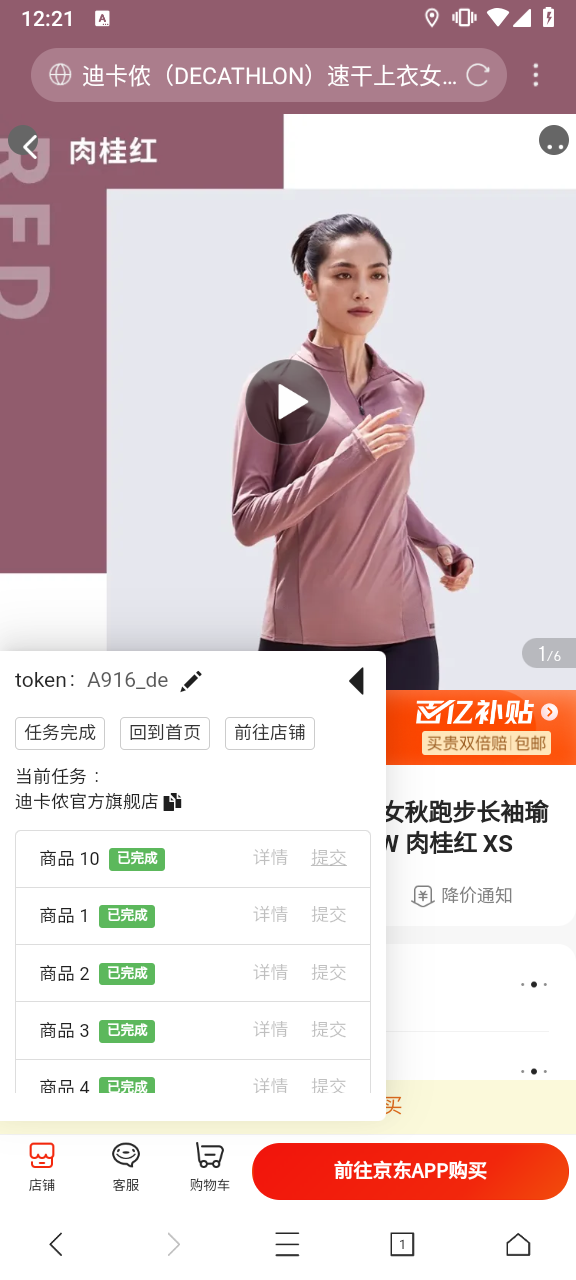 12:21
迪卡侬（DECATHLON）速干上衣女...
RED
肉桂红
1/6
token： A916_de
百亿补贴
任务完成 回到首页 前往店铺
买贵双倍赔 包邮
当前任务：
迪卡侬官方旗舰店
女秋跑步长袖瑜
W 肉桂红 XS
商品 10 已完成 详情 提交
降价通知
商品 1 已完成 详情 提交
商品 2 已完成 详情 提交
商品 3 已完成 详情 提交
商品 4 已完成 详情 提交
买
店铺 客服 购物车 前往京东APP购买
1